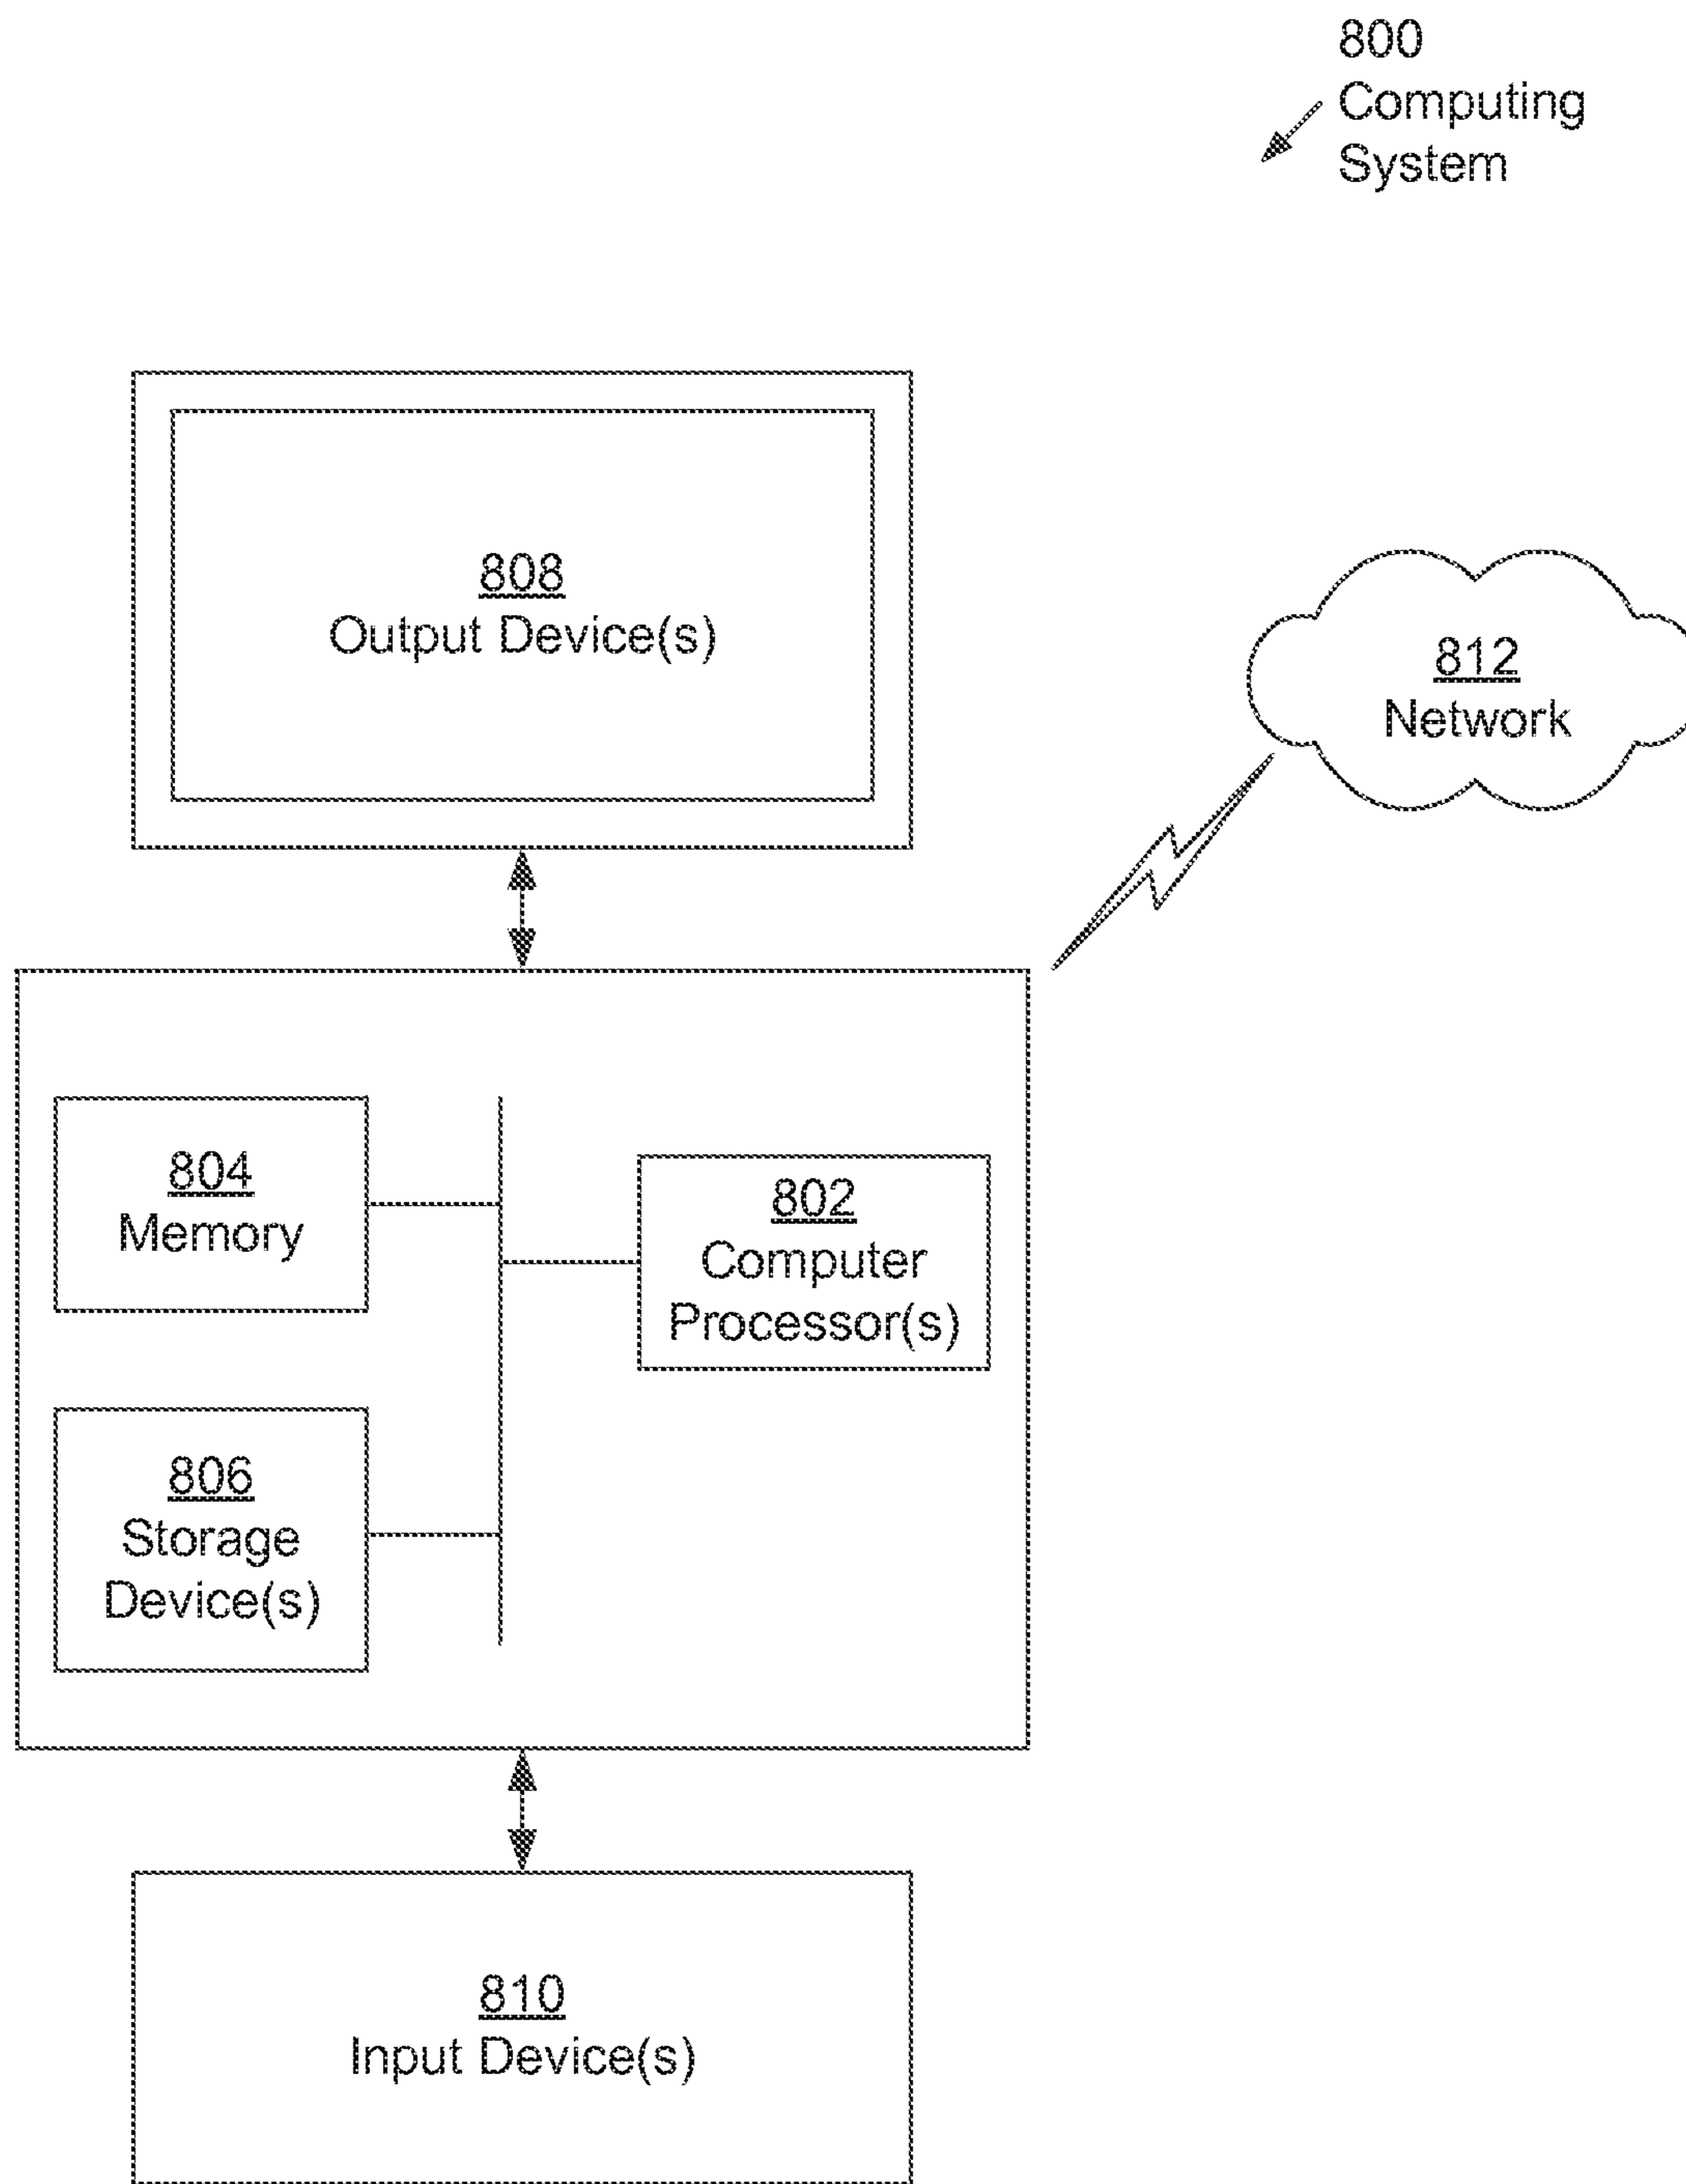 800
Computing
System
808
Output Device(s)
812
Network
804
Memory
802
Computer
Processor(s)
806
Storage
Device(s)
810
Input Device(s)